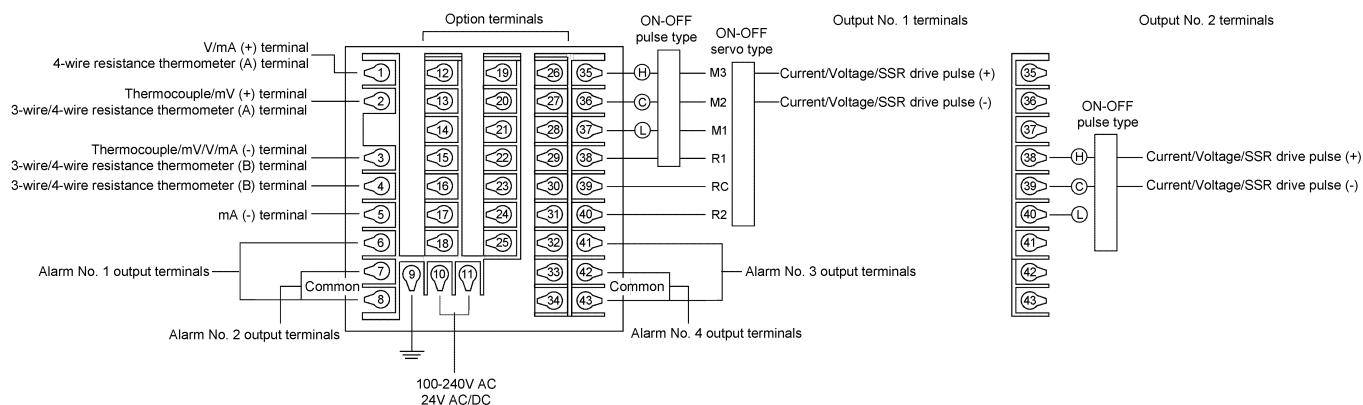 Option terminals
ON-OFF
pulse type
ON-OFF
servo type
Output No. 1 terminals
Output No. 2 terminals
V/mA (+) terminal
4-wire resistance thermometer (A) terminal
Thermocouple/mV (+) terminal
3-wire/4-wire resistance thermometer (A) terminal
Thermocouple/mV/V/mA (-) terminal
3-wire/4-wire resistance thermometer (B) terminal
3-wire/4-wire resistance thermometer (B) terminal
mA (-) terminal
Alarm No. 1 output terminals
Common
Alarm No. 2 output terminals
1
2
3
4
5
6
7
8
9
10
11
12
13
14
15
16
17
18
19
20
21
22
23
24
25
26
27
28
29
30
31
32
33
34
35
36
37
38
39
40
41
42
43
H
C
L
M3
M2
M1
R1
RC
R2
Current/Voltage/SSR drive pulse (+)
Current/Voltage/SSR drive pulse (-)
Alarm No. 3 output terminals
Common
Alarm No. 4 output terminals
100-240V AC
24V AC/DC
35
36
37
38
39
40
41
42
43
ON-OFF
pulse type
H
C
L
Current/Voltage/SSR drive pulse (+)
Current/Voltage/SSR drive pulse (-)